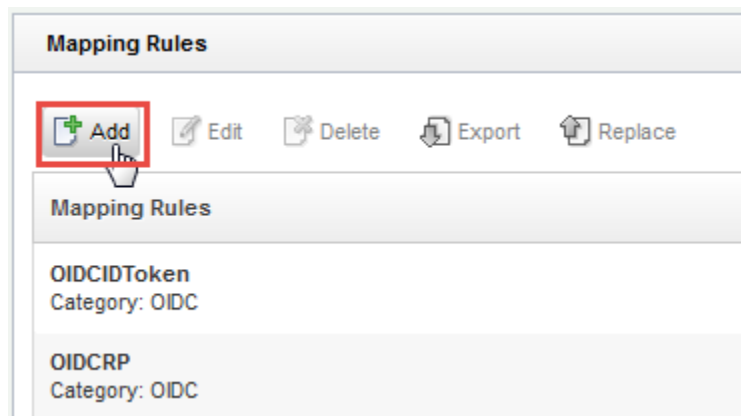 Mapping Rules
Add Edit Delete Export Replace
Mapping Rules
OIDCIDToken
Category: OIDC
OIDCRP
Category: OIDC